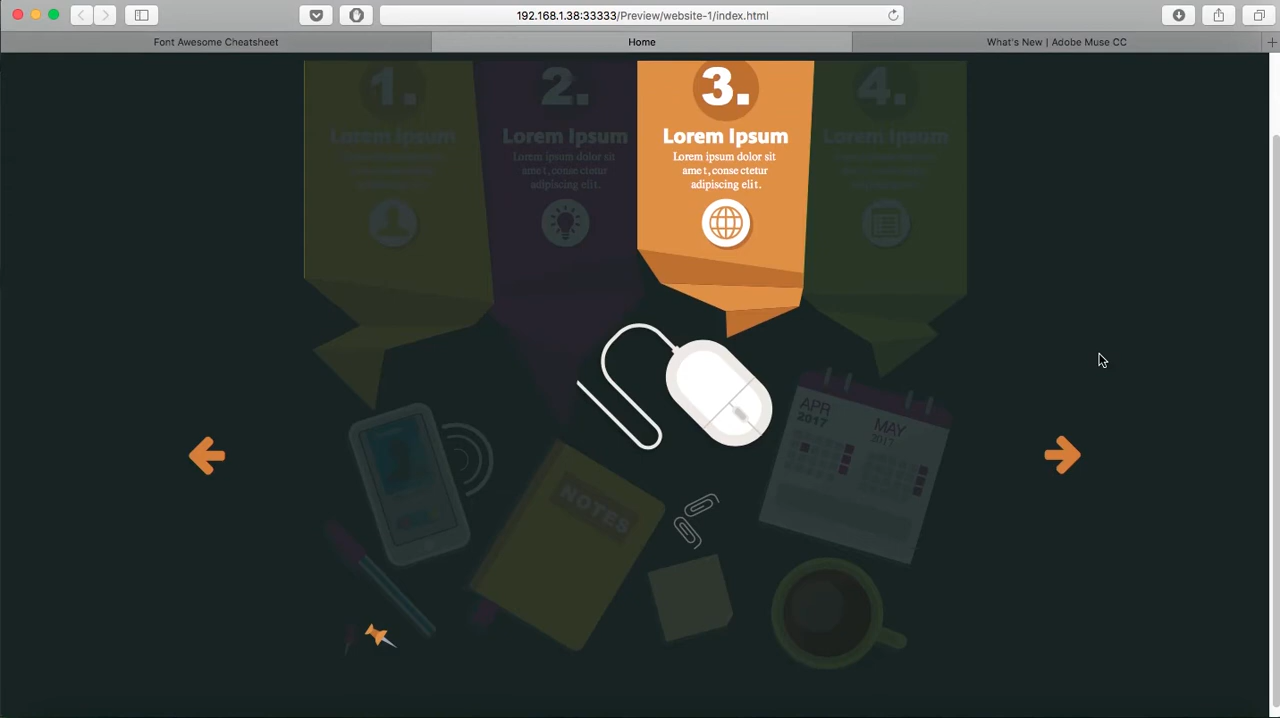 192.168.1.38:33333/Preview/website-1/index.html
Font Awesome Cheatsheet
Home
What's New | Adobe Muse CC
1.
2.
3.
4.
Lorem Ipsum
Lorem Ipsum
Lorem Ipsum
Lorem Ipsum
Lorem ipsum dolor sit
ame t, conse ctetur
adipiscing elit.
Lorem ipsum dolor sit
ame t, conse ctetur
adipiscing elit.
APR
2017
MAY
2017
NOTES